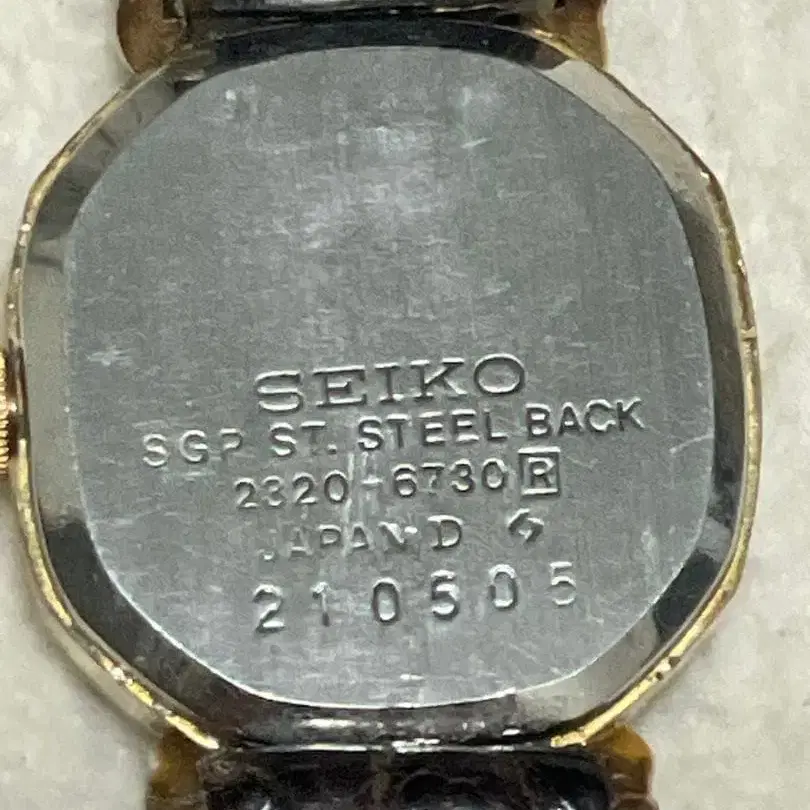 SEIKO
SGP ST. STEEL BACK
2320-6730 R
JAPAN D
210505